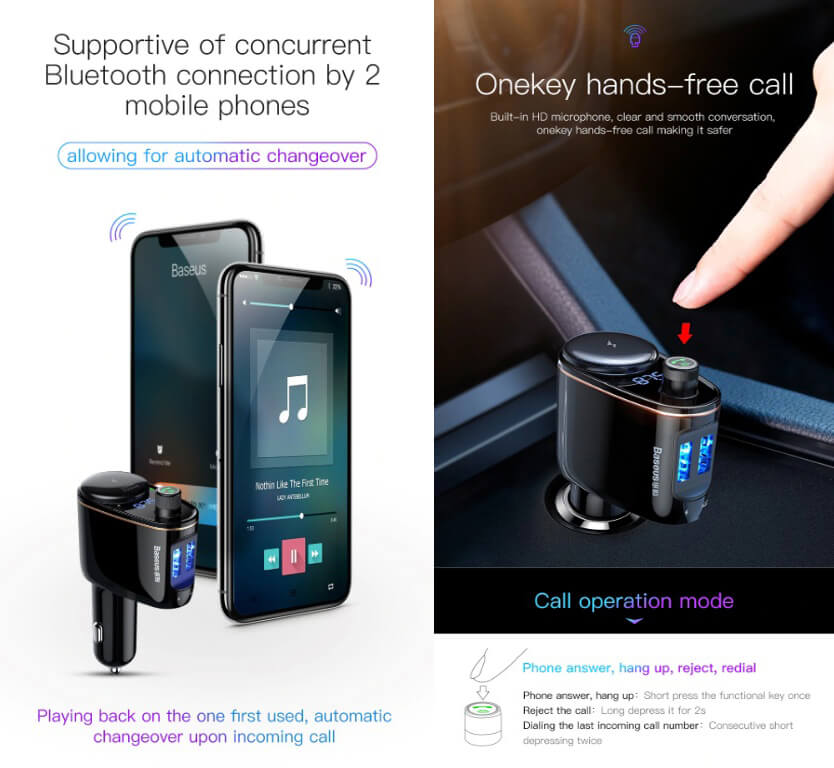 Supportive of concurrent
Bluetooth connection by 2
mobile phones
allowing for automatic changeover
Baseus
Nothin Like The First Time
LADY ANTEBELLUM
Baseus
Playing back on the one first used, automatic
changeover upon incoming call
Onekey hands-free call
Built-in HD microphone, clear and smooth conversation,
onekey hands-free call making it safer
87.5
Baseus
Call operation mode
Phone answer, hang up, reject, redial
Phone answer, hang up: Short press the functional key once
Reject the call: Long depress it for 2s
Dialing the last incoming call number: Consecutive short
depressing twice